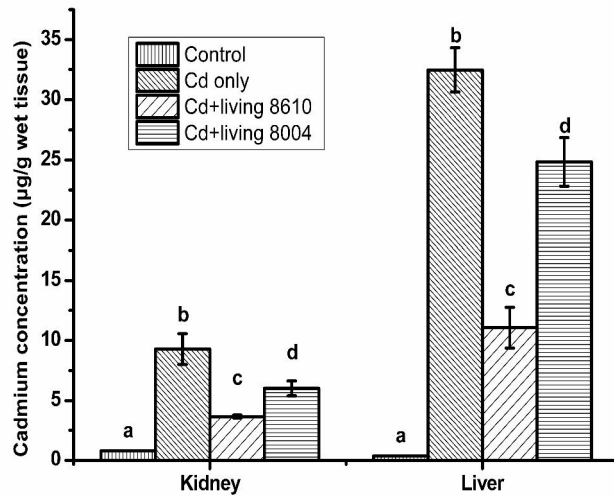 Cadmium concentration (µg/g wet tissue)
35
30
25
20
15
10
5
0
Control
Cd only
Cd+living 8610
Cd+living 8004
a
b
c
d
a
b
c
d
Kidney
Liver